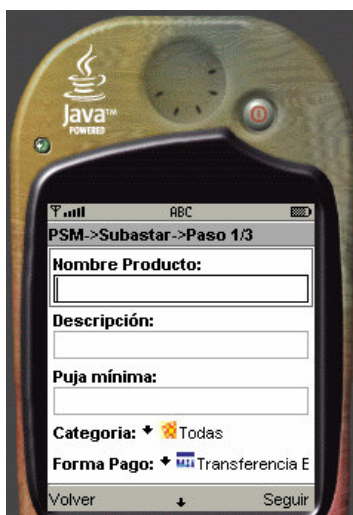 Java™
POWERED
ABC
PSM->Subastar->Paso 1/3
Nombre Producto:
Descripción:
Puja mínima:
Categoria: Todas
Forma Pago: Transferencia E
Volver Seguir